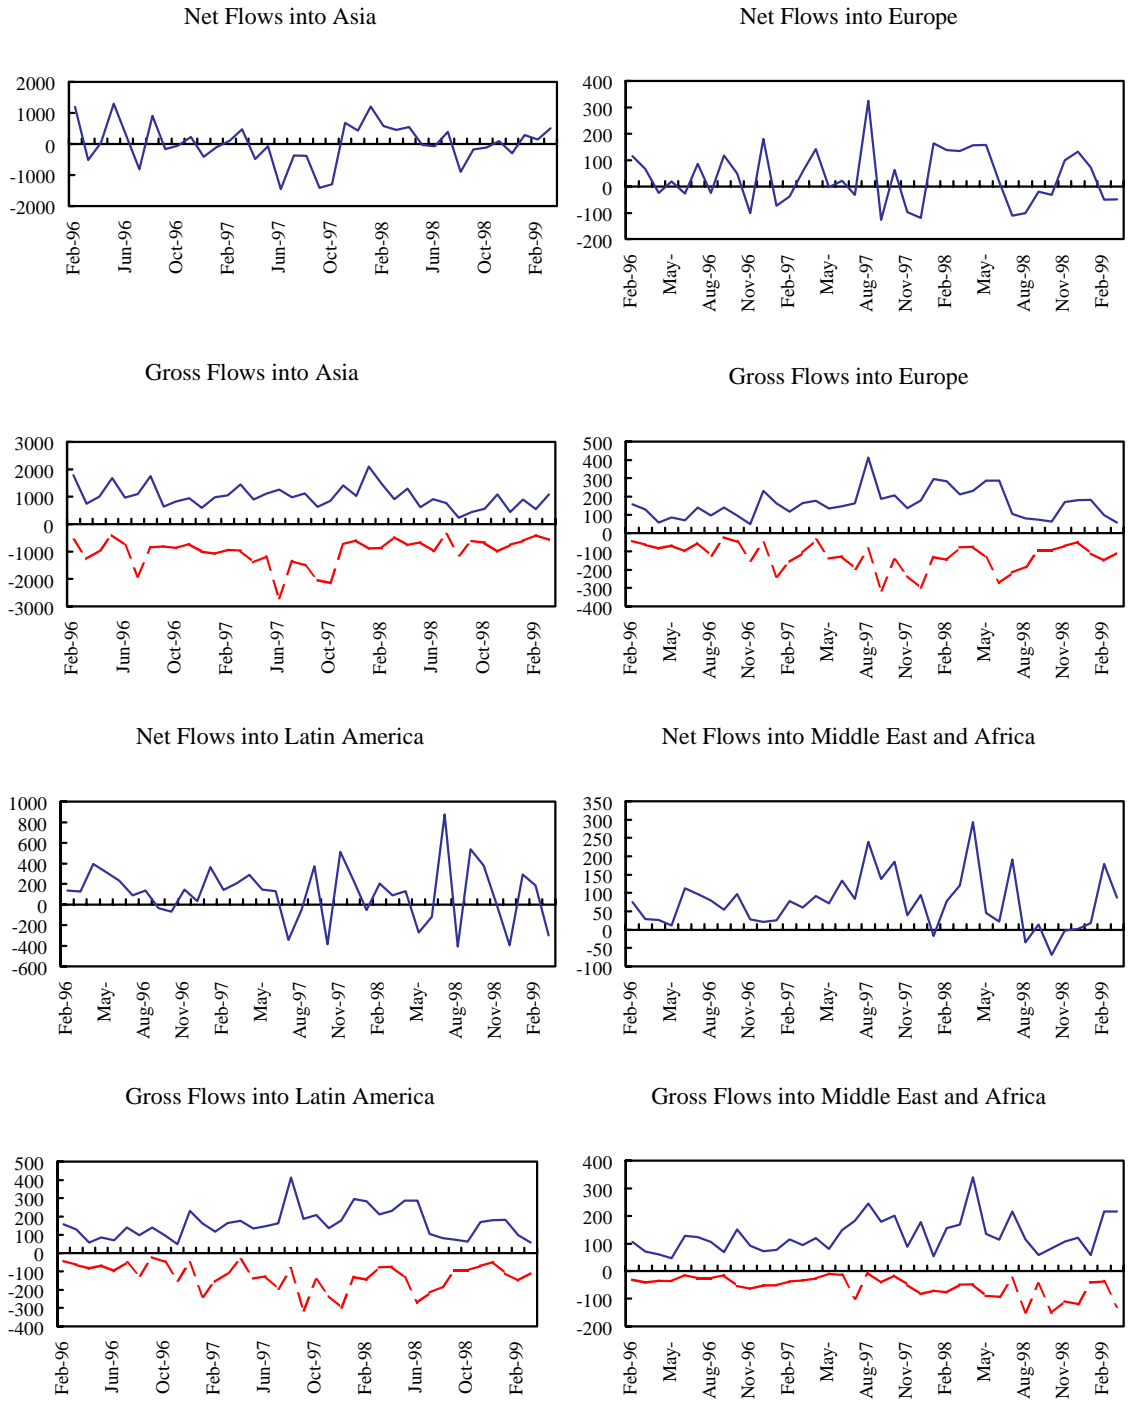 Net Flows into Asia
2000
1000
0
-1000
-2000
Feb-96
Jun-96
Oct-96
Feb-97
Jun-97
Oct-97
Feb-98
Jun-98
Oct-98
Feb-99
Net Flows into Europe
400
300
200
100
0
-100
-200
Feb-96
May-
Aug-96
Nov-96
Feb-97
May-
Aug-97
Nov-97
Feb-98
May-
Aug-98
Nov-98
Feb-99
Gross Flows into Asia
3000
2000
1000
0
-1000
-2000
-3000
Feb-96
Jun-96
Oct-96
Feb-97
Jun-97
Oct-97
Feb-98
Jun-98
Oct-98
Feb-99
Gross Flows into Europe
500
400
300
200
100
0
-100
-200
-300
-400
Feb-96
May-
Aug-96
Nov-96
Feb-97
May-
Aug-97
Nov-97
Feb-98
May-
Aug-98
Nov-98
Feb-99
Net Flows into Latin America
1000
800
600
400
200
0
-200
-400
-600
Feb-96
May-
Aug-96
Nov-96
Feb-97
May-
Aug-97
Nov-97
Feb-98
May-
Aug-98
Nov-98
Feb-99
Net Flows into Middle East and Africa
350
300
250
200
150
100
50
0
-50
-100
Feb-96
May-
Aug-96
Nov-96
Feb-97
May-
Aug-97
Nov-97
Feb-98
May-
Aug-98
Nov-98
Feb-99
Gross Flows into Latin America
500
400
300
200
100
0
-100
-200
-300
-400
Feb-96
Jun-96
Oct-96
Feb-97
Jun-97
Oct-97
Feb-98
Jun-98
Oct-98
Feb-99
Gross Flows into Middle East and Africa
400
300
200
100
0
-100
-200
Feb-96
May-
Aug-96
Nov-96
Feb-97
May-
Aug-97
Nov-97
Feb-98
May-
Aug-98
Nov-98
Feb-99